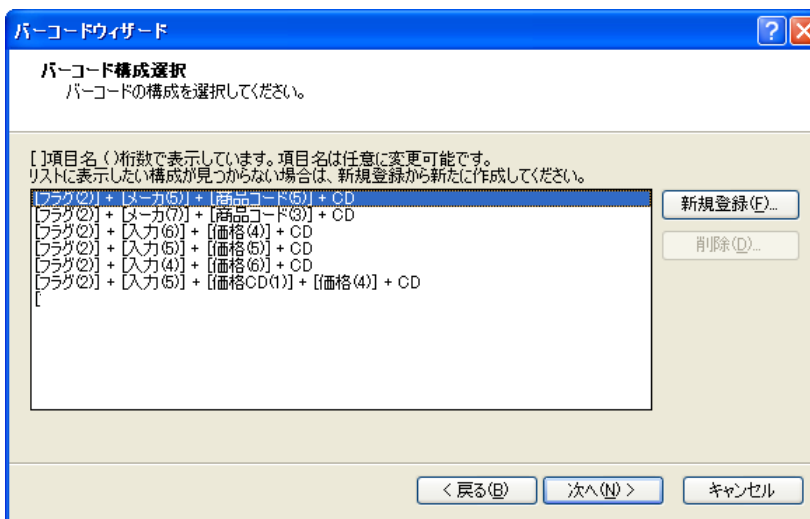 バーコードウィザード
バーコード構成選択
バーコードの構成を選択してください。
[ ]項目名 ( )桁数で表示しています。項目名は任意に変更可能です。
リストに表示したい構成が見つからない場合は、新規登録から新たに作成してください。
[フラグ(2)] + [メーカ(5)] + [商品コード(5)] + CD
[フラグ(2)] + [メーカ(7)] + [商品コード(3)] + CD
[フラグ(2)] + [入力(6)] + [価格(4)] + CD
[フラグ(2)] + [入力(5)] + [価格(5)] + CD
[フラグ(2)] + [入力(4)] + [価格(6)] + CD
[フラグ(2)] + [入力(5)] + [価格CD(1)] + [価格(4)] + CD
[
新規登録(F)...
削除(D)...
< 戻る(B)
次へ(N) >
キャンセル